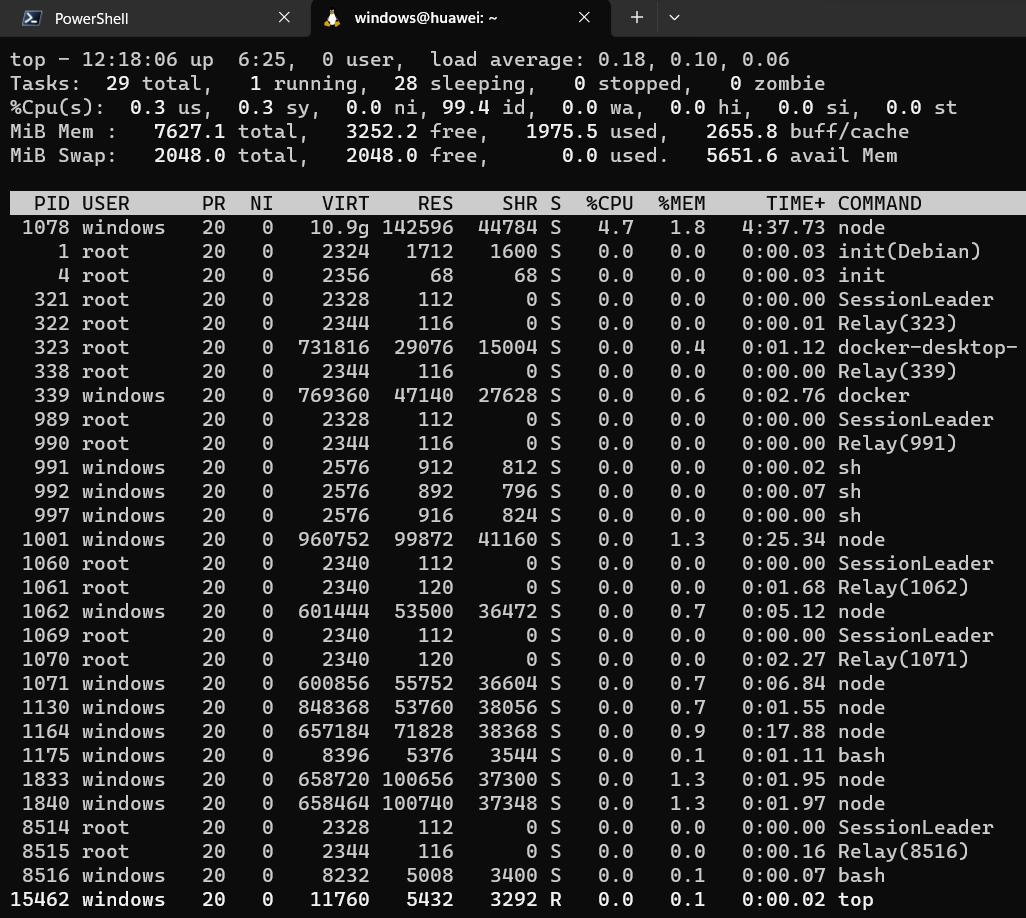 PowerShell
windows@huawei: ~
top - 12:18:06 up  6:25,  0 user,  load average: 0.18, 0.10, 0.06
Tasks:  29 total,   1 running,  28 sleeping,   0 stopped,   0 zombie
%Cpu(s):  0.3 us,  0.3 sy,  0.0 ni, 99.4 id,  0.0 wa,  0.0 hi,  0.0 si,  0.0 st
MiB Mem :   7627.1 total,   3252.2 free,   1975.5 used,   2655.8 buff/cache
MiB Swap:   2048.0 total,   2048.0 free,      0.0 used.   5651.6 avail Mem
  PID USER      PR  NI    VIRT    RES    SHR S  %CPU  %MEM     TIME+ COMMAND
 1078 windows   20   0   10.9g 142596  44784 S   4.7   1.8   4:37.73 node
    1 root      20   0    2324   1712   1600 S   0.0   0.0   0:00.03 init(Debian)
    4 root      20   0    2356     68     68 S   0.0   0.0   0:00.03 init
  321 root      20   0    2328    112      0 S   0.0   0.0   0:00.00 SessionLeader
  322 root      20   0    2344    116      0 S   0.0   0.0   0:00.01 Relay(323)
  323 root      20   0  731816  29076  15004 S   0.0   0.4   0:01.12 docker-desktop-
  338 root      20   0    2344    116      0 S   0.0   0.0   0:00.00 Relay(339)
  339 windows   20   0  769360  47140  27628 S   0.0   0.6   0:02.76 docker
  989 root      20   0    2328    112      0 S   0.0   0.0   0:00.00 SessionLeader
  990 root      20   0    2344    116      0 S   0.0   0.0   0:00.00 Relay(991)
  991 windows   20   0    2576    912    812 S   0.0   0.0   0:00.02 sh
  992 windows   20   0    2576    892    796 S   0.0   0.0   0:00.07 sh
  997 windows   20   0    2576    916    824 S   0.0   0.0   0:00.00 sh
 1001 windows   20   0  960752  99872  41160 S   0.0   1.3   0:25.34 node
 1060 root      20   0    2340    112      0 S   0.0   0.0   0:00.00 SessionLeader
 1061 root      20   0    2340    120      0 S   0.0   0.0   0:01.68 Relay(1062)
 1062 windows   20   0  601444  53500  36472 S   0.0   0.7   0:05.12 node
 1069 root      20   0    2340    112      0 S   0.0   0.0   0:00.00 SessionLeader
 1070 root      20   0    2340    120      0 S   0.0   0.0   0:02.27 Relay(1071)
 1071 windows   20   0  600856  55752  36604 S   0.0   0.7   0:06.84 node
 1130 windows   20   0  848368  53760  38056 S   0.0   0.7   0:01.55 node
 1164 windows   20   0  657184  71828  38368 S   0.0   0.9   0:17.88 node
 1175 windows   20   0    8396   5376   3544 S   0.0   0.1   0:01.11 bash
 1833 windows   20   0  658720 100656  37300 S   0.0   1.3   0:01.95 node
 1840 windows   20   0  658464 100740  37348 S   0.0   1.3   0:01.97 node
 8514 root      20   0    2328    112      0 S   0.0   0.0   0:00.00 SessionLeader
 8515 root      20   0    2344    116      0 S   0.0   0.0   0:00.16 Relay(8516)
 8516 windows   20   0    8232   5008   3400 S   0.0   0.1   0:00.07 bash
15462 windows   20   0   11760   5432   3292 R   0.0   0.1   0:00.02 top